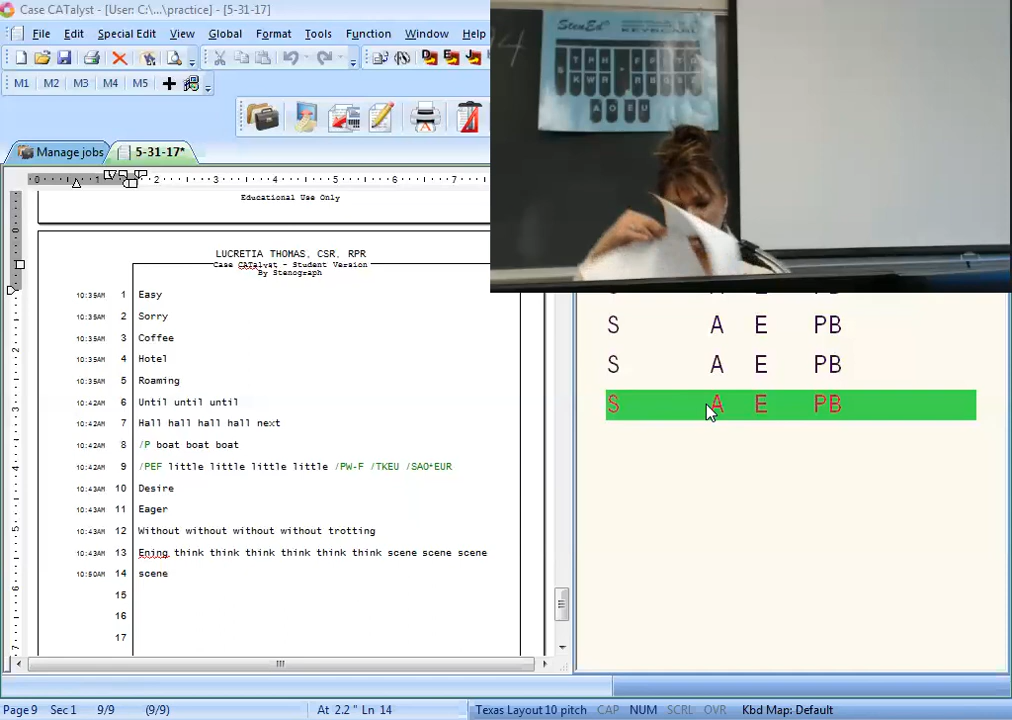 Case CATalyst - [User: C:\...\practice] - [5-31-17]
File Edit Special Edit View Global Format Tools Function Window Help
M1 M2 M3 M4 M5
Manage jobs 5-31-17*
Educational Use Only
LUCRETIA THOMAS, CSR, RPR
Case CATalyst - Student Version
By Stenograph
10:35AM 1 Easy
10:35AM 2 Sorry
10:35AM 3 Coffee
10:35AM 4 Hotel
10:35AM 5 Roaming
10:42AM 6 Until until until
10:42AM 7 Hall hall hall hall next
10:42AM 8 /P boat boat boat
10:42AM 9 /PEF little little little little /PW-F /TKEU /SAO*EUR
10:43AM 10 Desire
10:43AM 11 Eager
10:43AM 12 Without without without without trotting
10:43AM 13 Ening think think think think think think scene scene scene
10:50AM 14 scene
15
16
17
Page 9 Sec 1 9/9 (9/9) At 2.2 " Ln 14 Texas Layout 10 pitch CAP NUM SCRL OVR Kbd Map: Default
StenEd
KEYBOARD
S A E PB
S A E PB
S A E PB